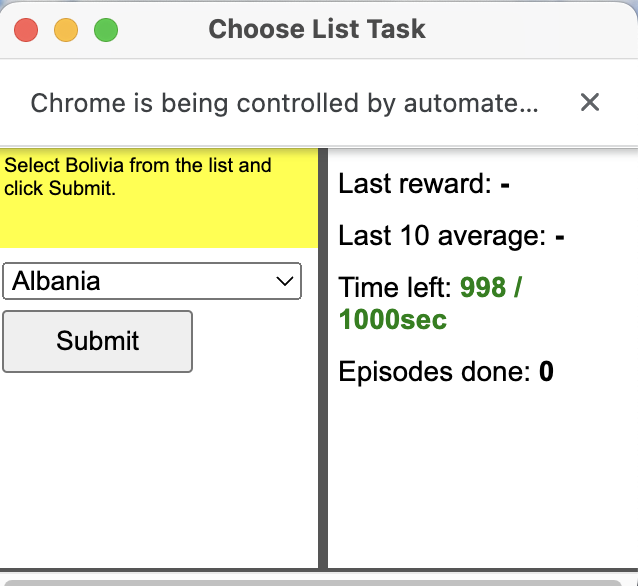 Choose List Task
Chrome is being controlled by automate...
Select Bolivia from the list and
click Submit.
Albania
Submit
Last reward: -
Last 10 average: -
Time left: 998 /
1000sec
Episodes done: 0